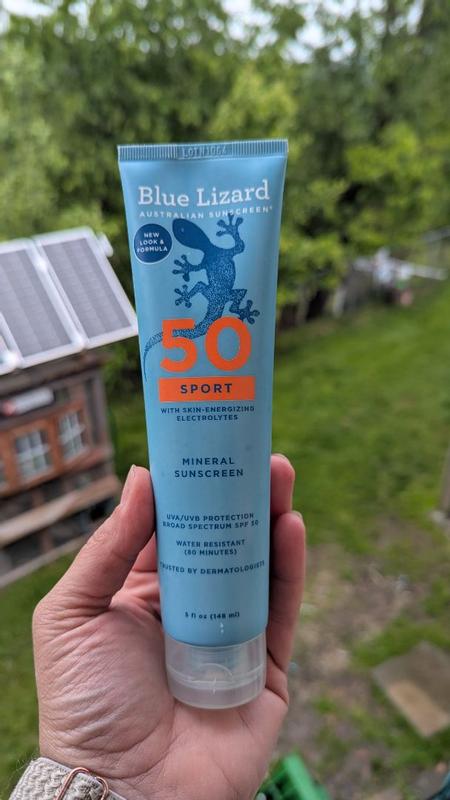 Blue Lizard
AUSTRALIAN SUNSCREEN®
NEW
LOOK &
FORMULA
50
SPORT
WITH SKIN-ENERGIZING
ELECTROLYTES
MINERAL
SUNSCREEN
UVA/UVB PROTECTION
BROAD SPECTRUM SPF 50
WATER RESISTANT
(80 MINUTES)
TRUSTED BY DERMATOLOGISTS
5 fl oz (148 ml)